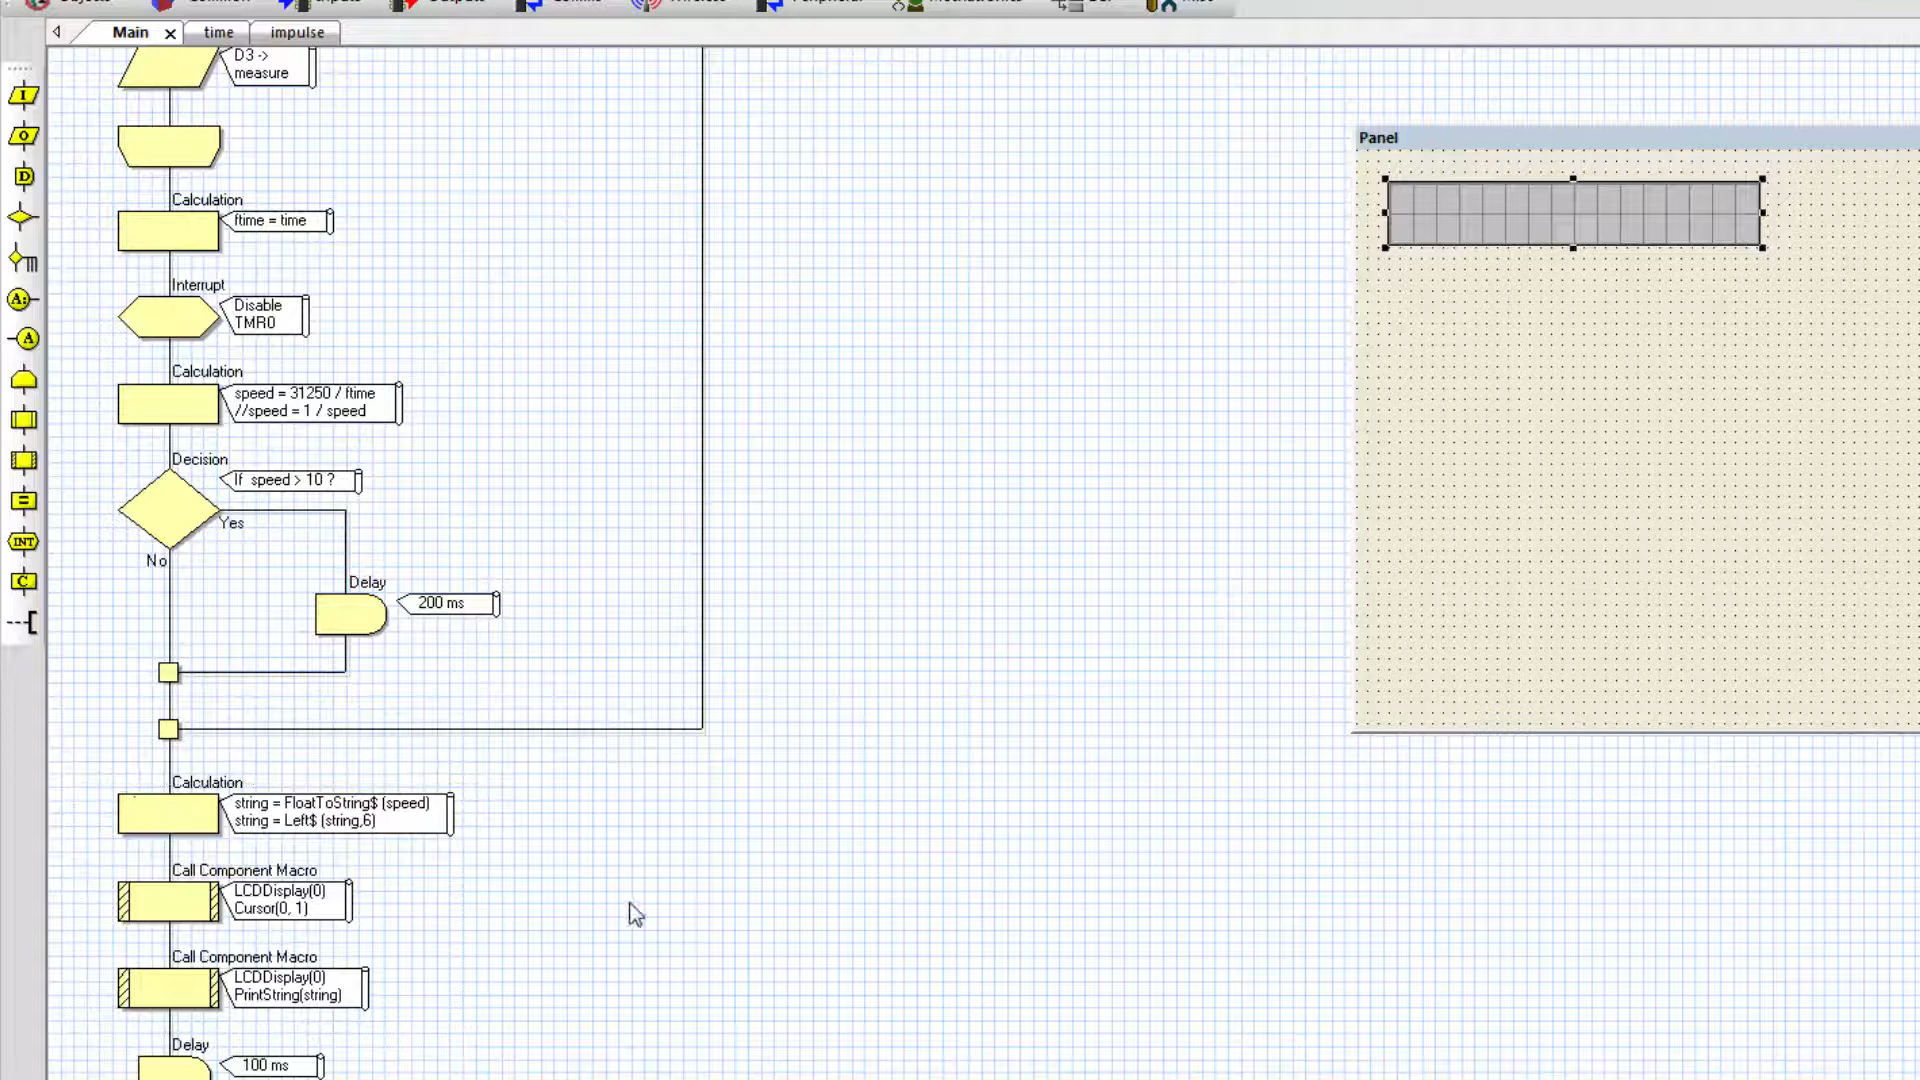 Main
time
impulse
D3 ->
measure
Calculation
ftime = time
Interrupt
Disable
TMR0
Calculation
speed = 31250 / ftime
//speed = 1 / speed
Decision
If  speed > 10 ?
Yes
No
Delay
200 ms
Calculation
string = FloatToString$ (speed)
string = Left$ (string,6)
Call Component Macro
LCDDisplay(0)
Cursor(0, 1)
Call Component Macro
LCDDisplay(0)
PrintString(string)
Delay
100 ms
Panel
I
O
D
A:
A
=
INT
C